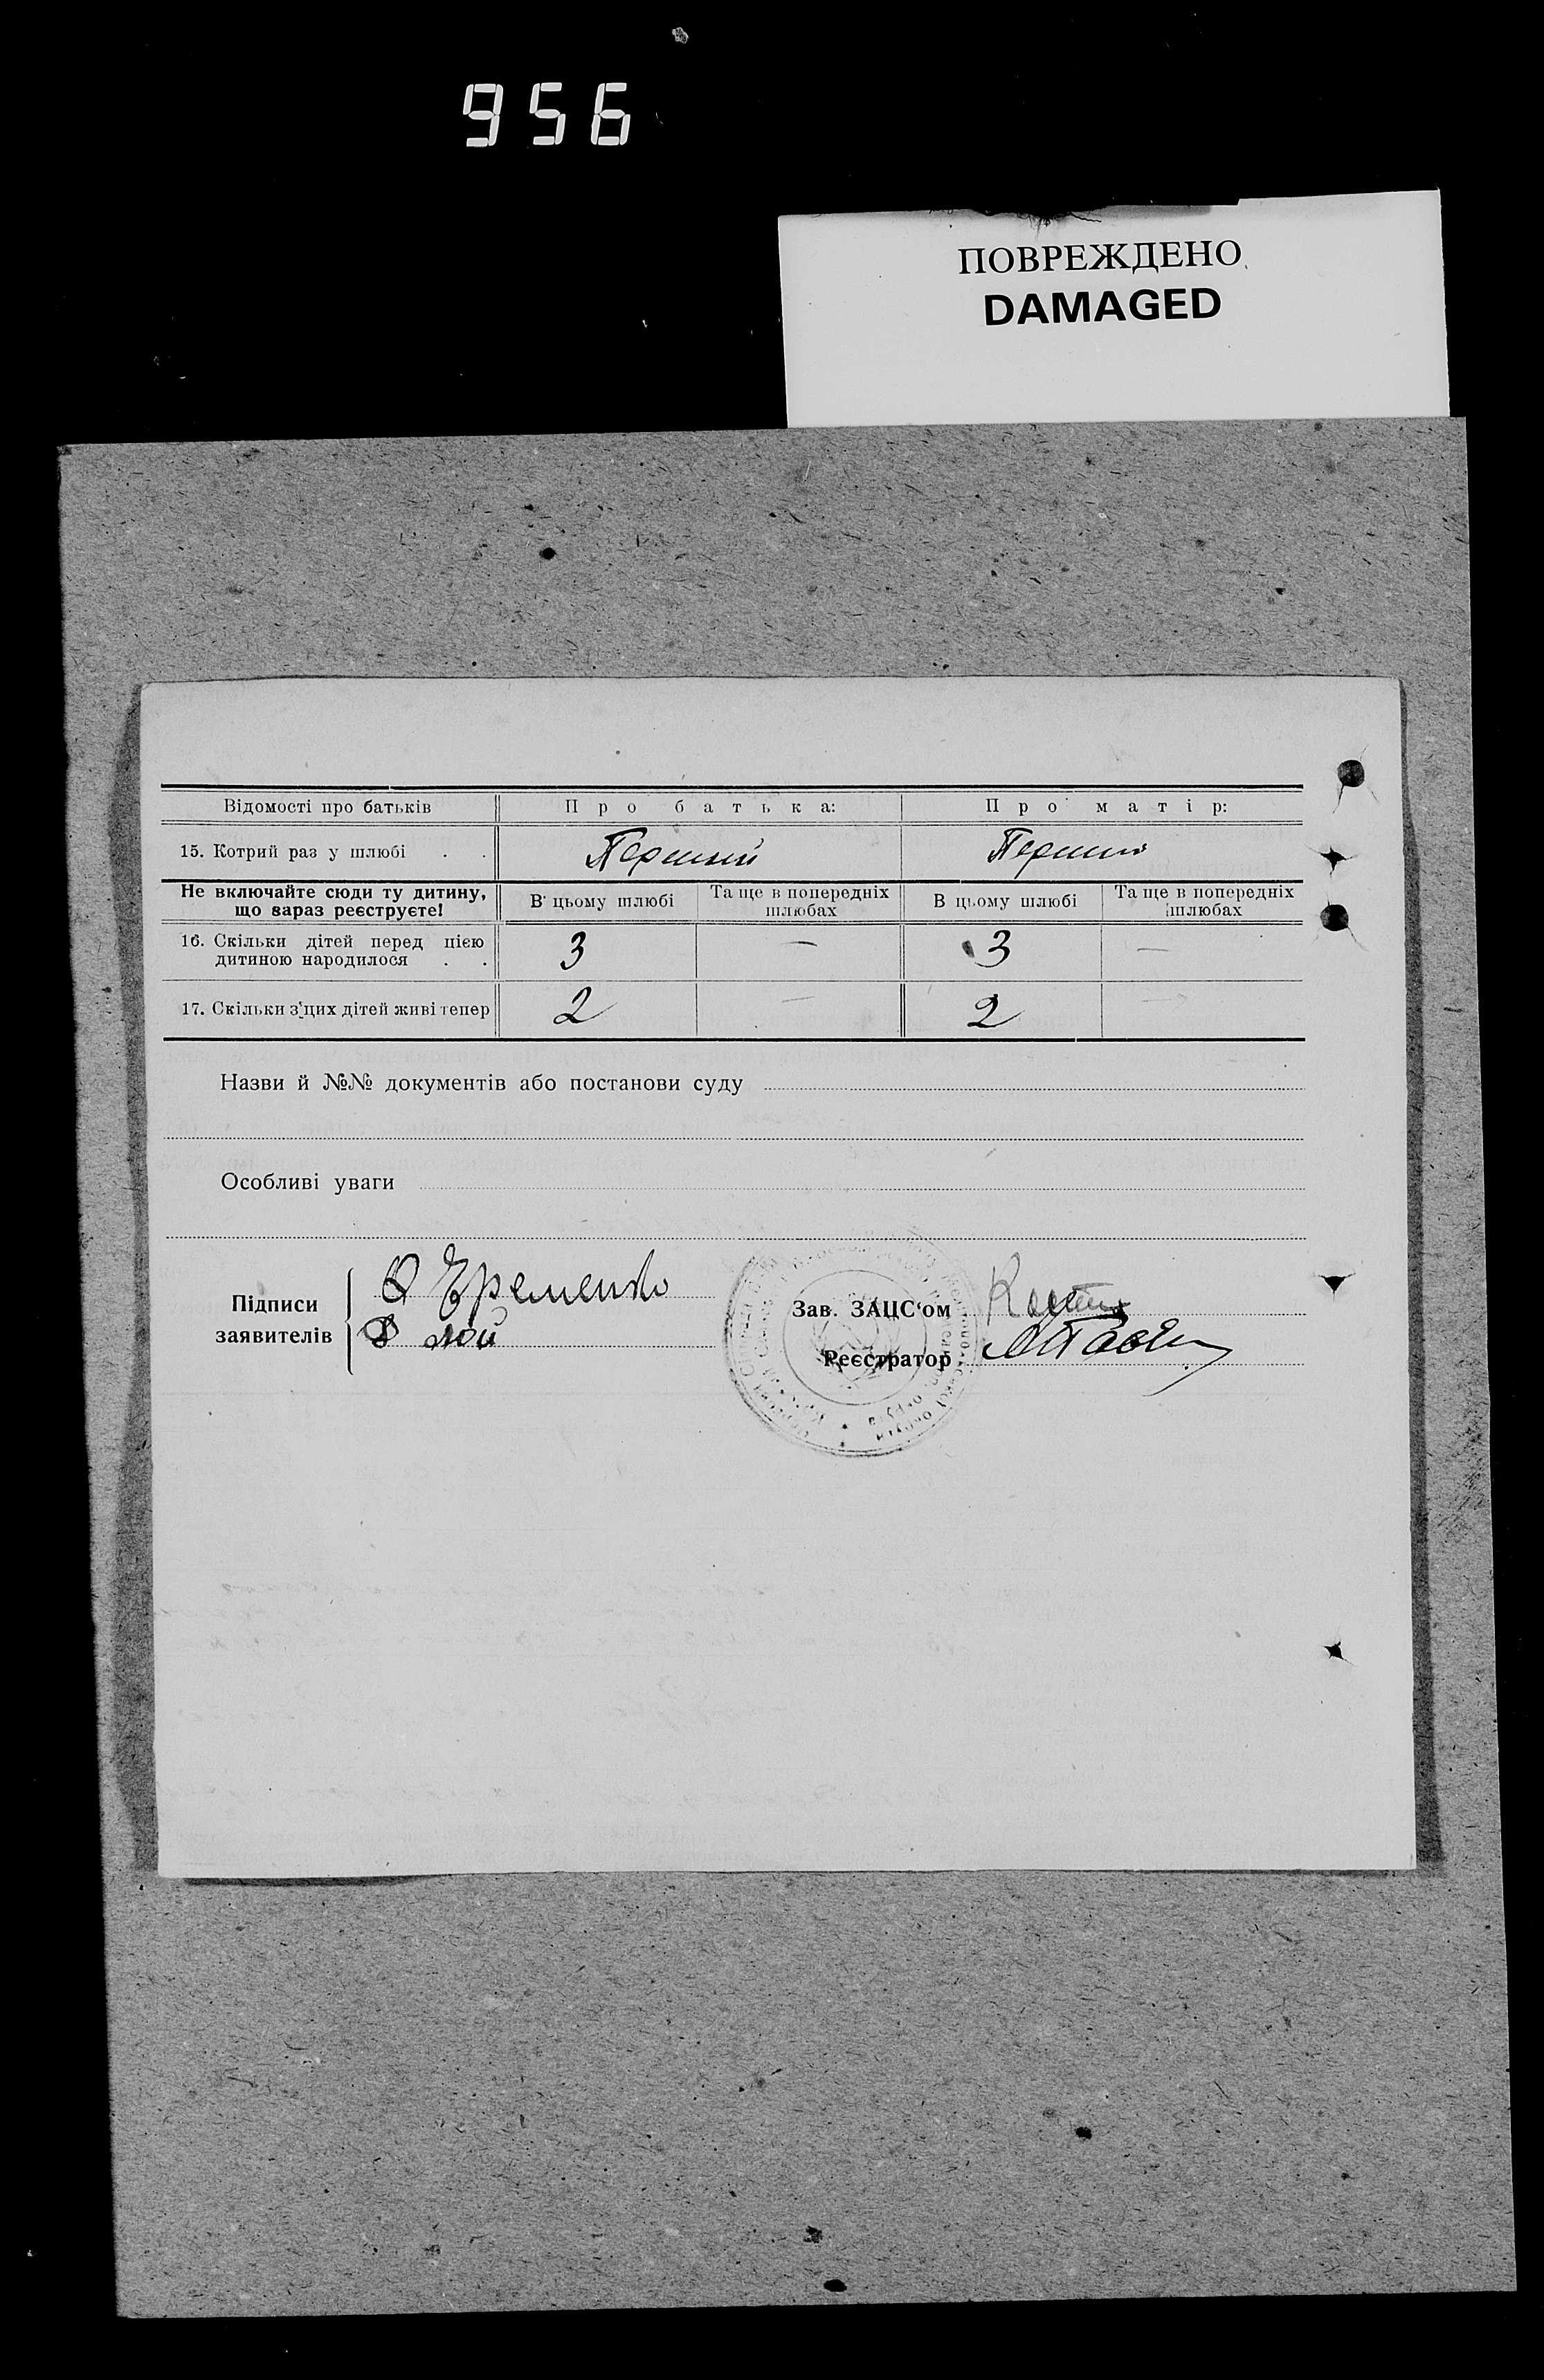 956
ПОВРЕЖДЕНО
DAMAGED
Відомості про батьків
Про батька:
Про матір:
15. Котрий раз у шлюбі . .
Перший
Перший
Не включайте сюди ту дитину,
що зараз реєструєте!
В цьому шлюбі
Та ще в попередніх
шлюбах
В цьому шлюбі
Та ще в попередніх
шлюбах
16. Скільки дітей перед цією
дитиною народилося . .
3
—
3
—
17. Скільки з цих дітей живі тепер
2
—
2
—
Назви й №№ документів або постанови суду
Особливі уваги
Підписи
заявителів
Еременко
Зав. ЗАЦС‘ом
Реєстратор